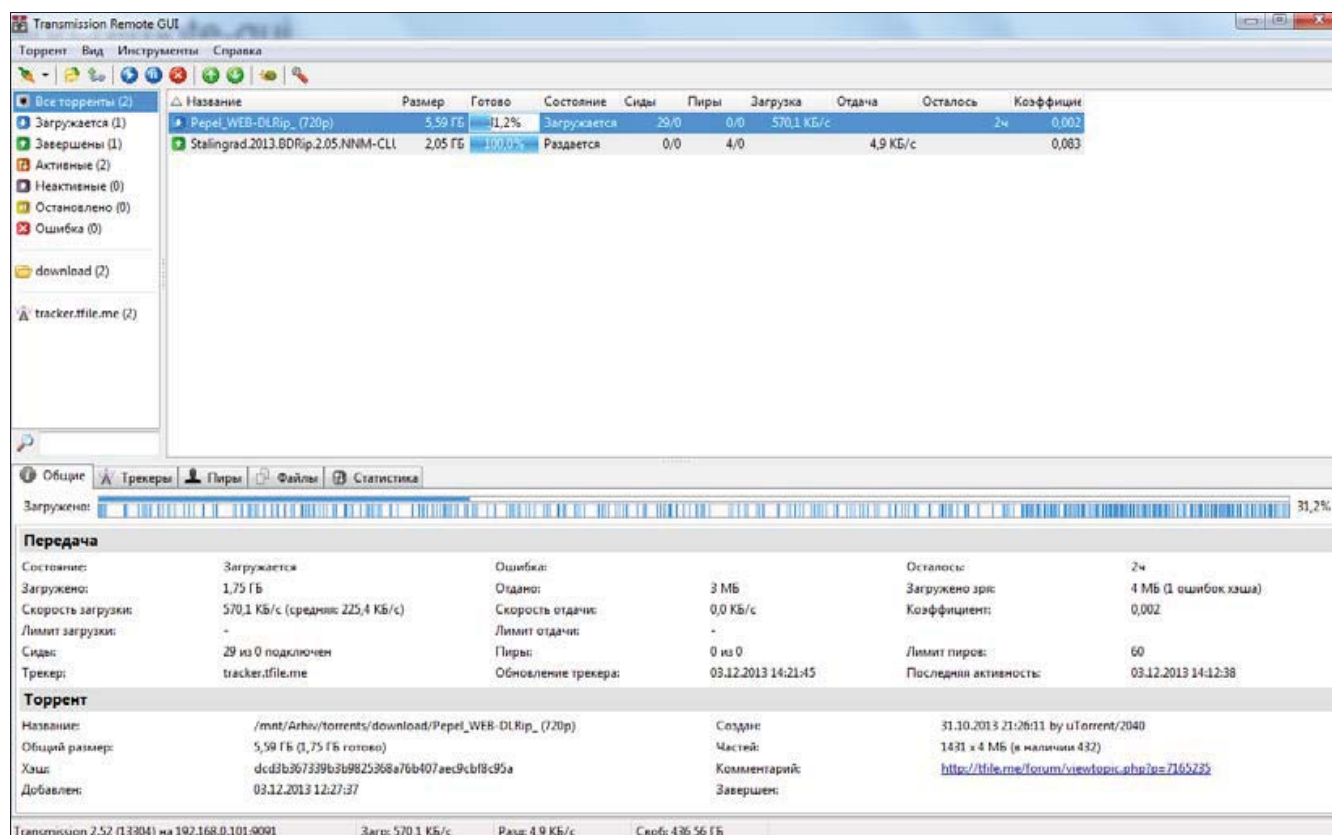 Transmission Remote GUI
Торрент Вид Инструменты Справка
Все торренты (2)
Загружается (1)
Завершены (1)
Активные (2)
Неактивные (0)
Остановлено (0)
Ошибка (0)
download (2)
tracker.tfile.me (2)
Название Размер Готово Состояние Сиды Пиры Загрузка Отдача Осталось Коэффицие
Pepel_WEB-DLRip_ (720p) 5,59 ГБ 31,2% Загружается 29/0 0/0 570,1 КБ/с 2ч 0,002
Stalingrad.2013.BDRip.2.05.NNM-CLU 2,05 ГБ 100,0% Раздается 0/0 4/0 4,9 КБ/с 0,083
Общие Трекеры Пиры Файлы Статистика
Загружено: 31,2%
Передача
Состояние: Загружается Ошибка: Осталось: 2ч
Загружено: 1,75 ГБ Отдано: 3 МБ Загружено зря: 4 МБ (1 ошибок хэша)
Скорость загрузки: 570,1 КБ/с (средняя: 225,4 КБ/с) Скорость отдачи: 0,0 КБ/с Коэффициент: 0,002
Лимит загрузки: - Лимит отдачи: -
Сиды: 29 из 0 подключен Пиры: 0 из 0 Лимит пиров: 60
Трекер: tracker.tfile.me Обновление трекера: 03.12.2013 14:21:45 Последняя активность: 03.12.2013 14:12:38
Торрент
Название: /mnt/Arhiv/torrents/download/Pepel_WEB-DLRip_ (720p) Создан: 31.10.2013 21:26:11 by uTorrent/2040
Общий размер: 5,59 ГБ (1,75 ГБ готово) Частей: 1431 x 4 МБ (в наличии 432)
Хэш: dcd3b367339b3b9825368a76b407aec9cbf8c95a Комментарий: http://tfile.me/forum/viewtopic.php?p=7165235
Добавлен: 03.12.2013 12:27:37 Завершен:
Transmission 2.52 (13304) на 192.168.0.101:9091 Загр: 570,1 КБ/с Разд: 4,9 КБ/с Своб: 436,56 ГБ